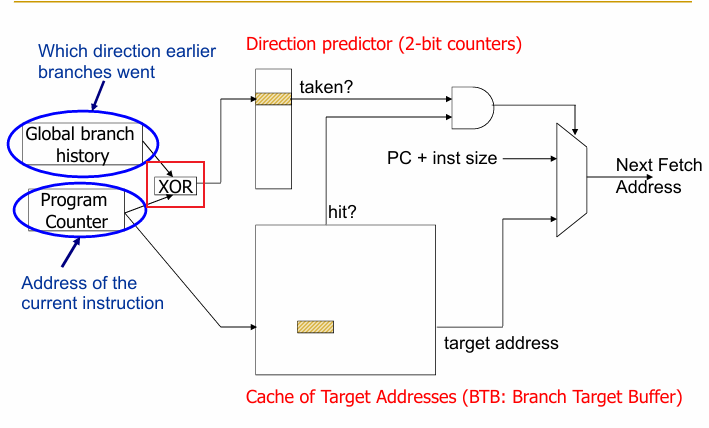 Which direction earlier
branches went
Direction predictor (2-bit counters)
taken?
Global branch
history
PC + inst size
Next Fetch
Address
XOR
Program
Counter
hit?
Address of the
current instruction
target address
Cache of Target Addresses (BTB: Branch Target Buffer)